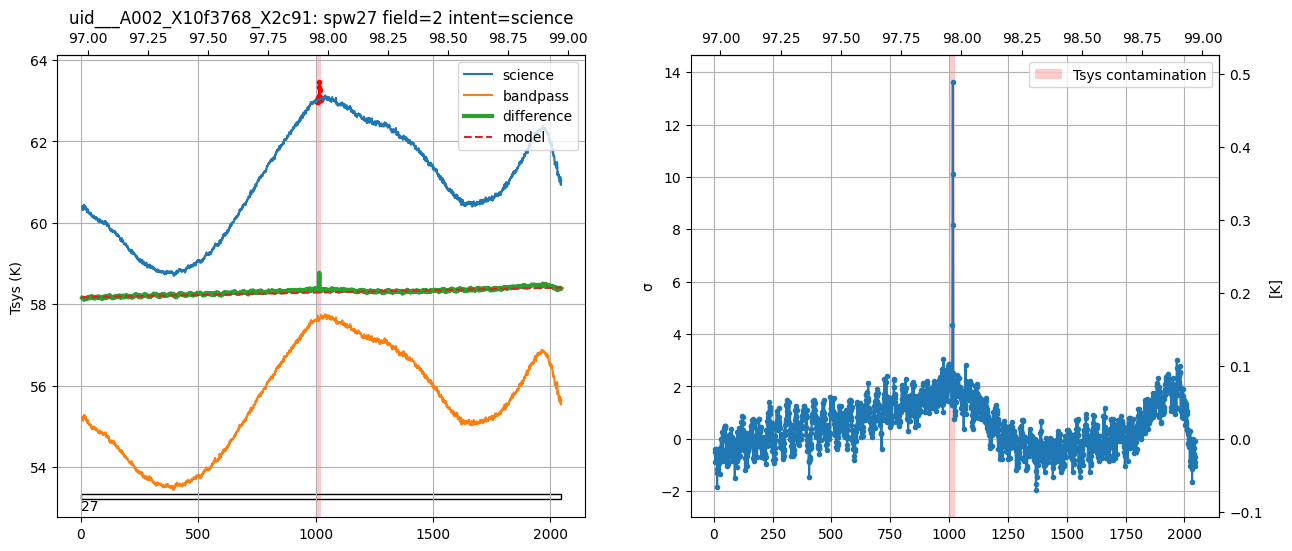 uid___A002_X10f3768_X2c91: spw27 field=2 intent=science
97.00 97.25 97.50 97.75 98.00 98.25 98.50 98.75 99.00
64
62
60
58
56
54
Tsys (K)
science
bandpass
difference
model
27
0 500 1000 1500 2000
97.00 97.25 97.50 97.75 98.00 98.25 98.50 98.75 99.00
14
12
10
8
6
4
2
0
−2
σ
Tsys contamination
0.5
0.4
0.3
0.2
0.1
0.0
−0.1
[K]
0 250 500 750 1000 1250 1500 1750 2000